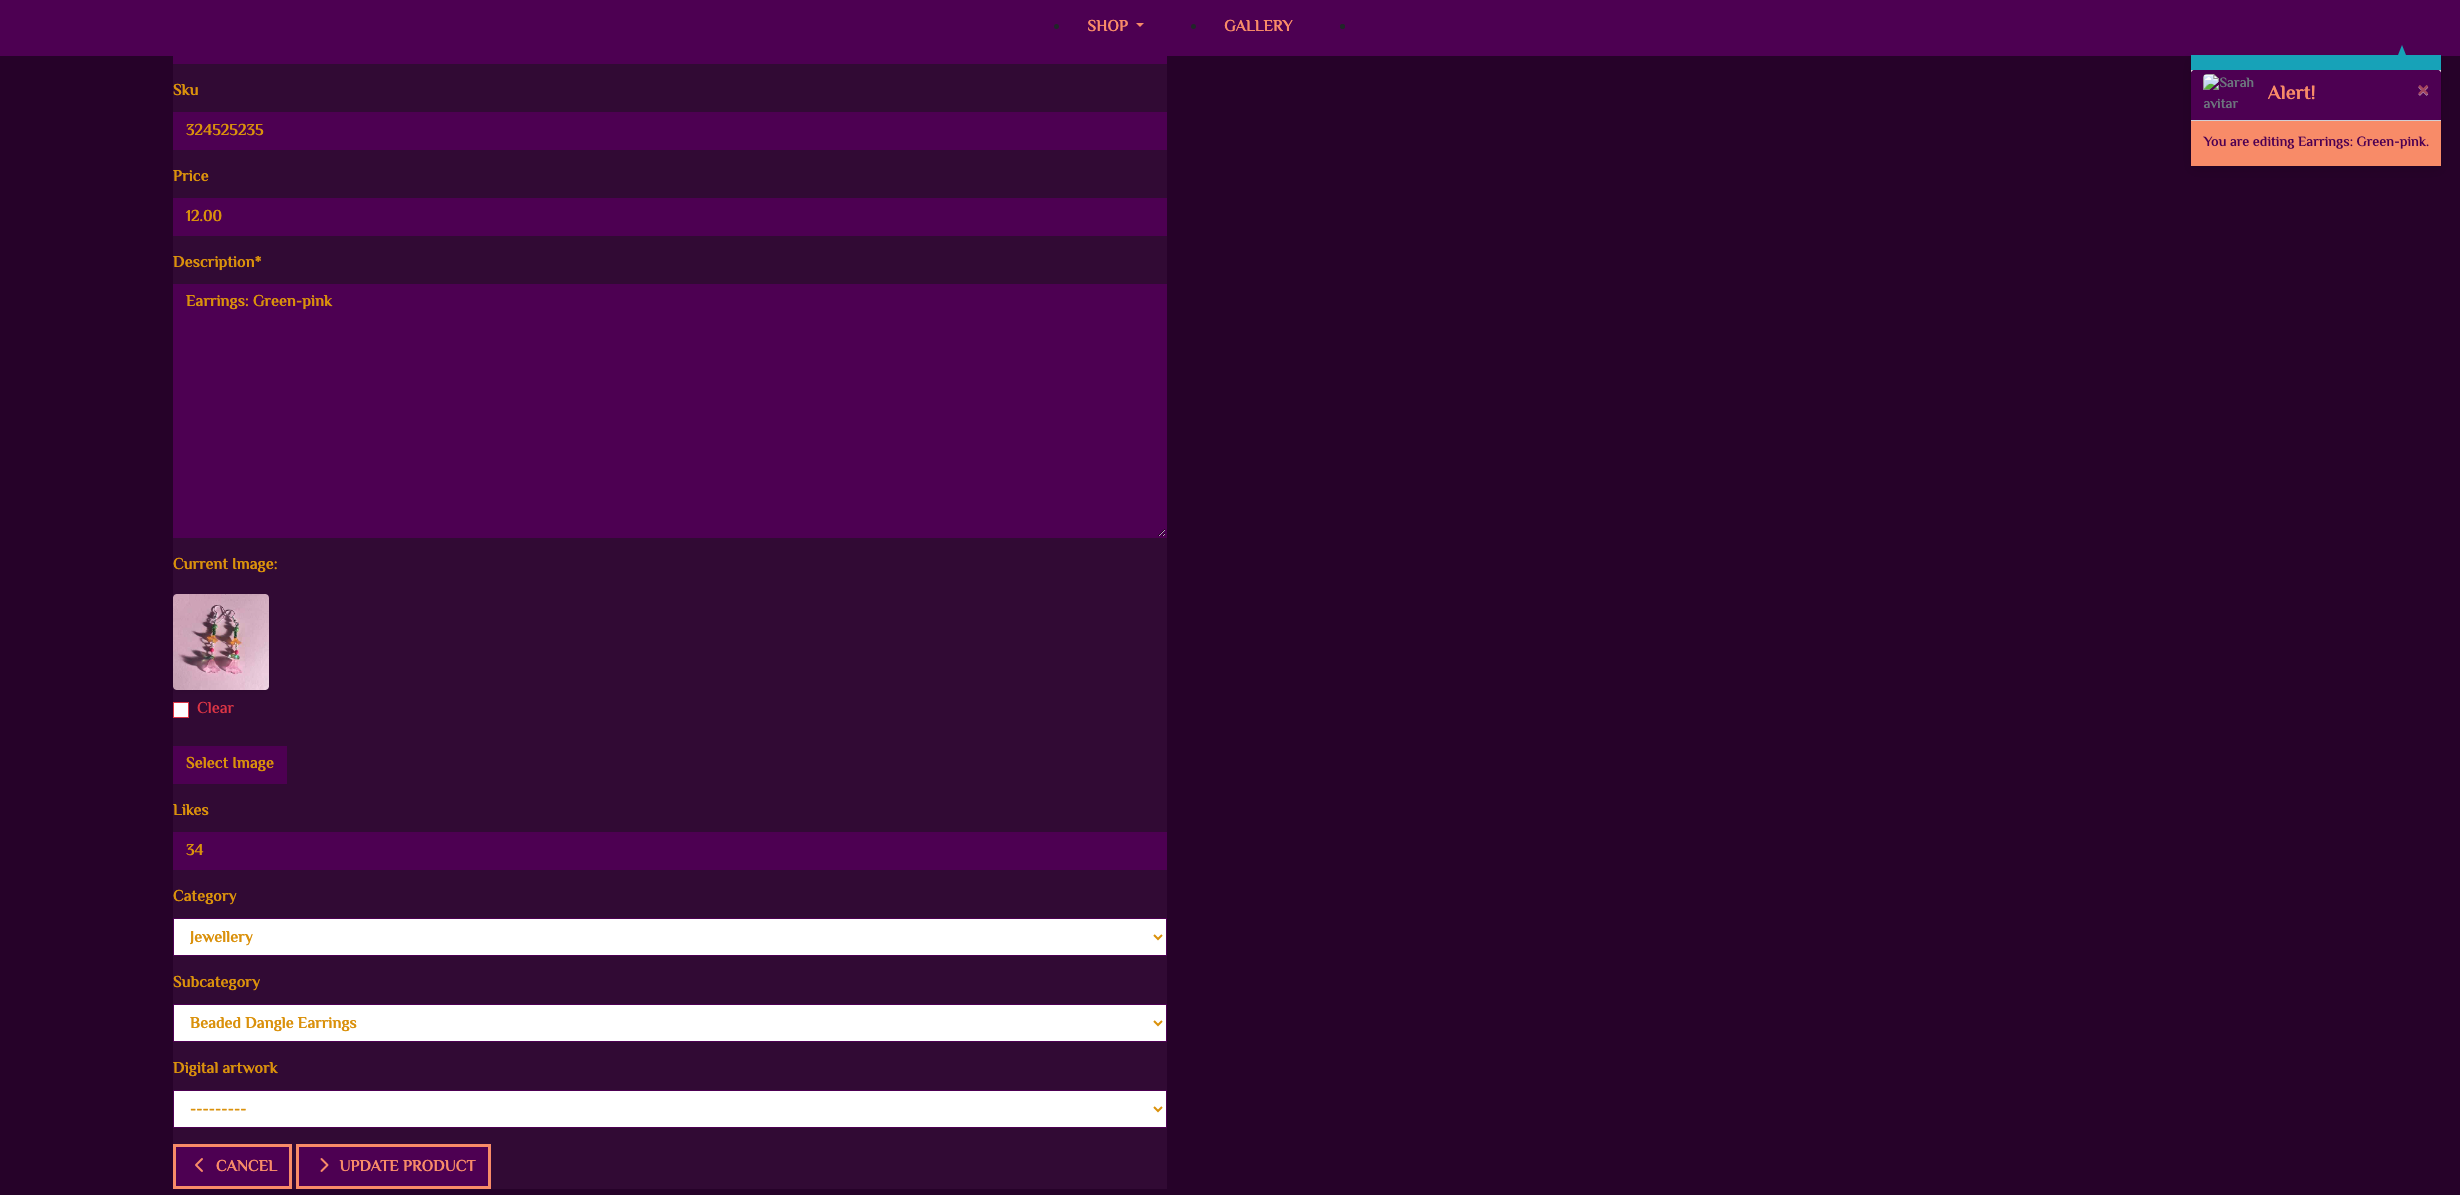 SHOP
GALLERY
Sarah
avitar
Alert!
×
You are editing Earrings: Green-pink.
Sku
324525235
Price
12.00
Description*
Earrings: Green-pink
Current Image:
Clear
Select Image
Likes
34
Category
Jewellery
Subcategory
Beaded Dangle Earrings
Digital artwork
---------
CANCEL
UPDATE PRODUCT